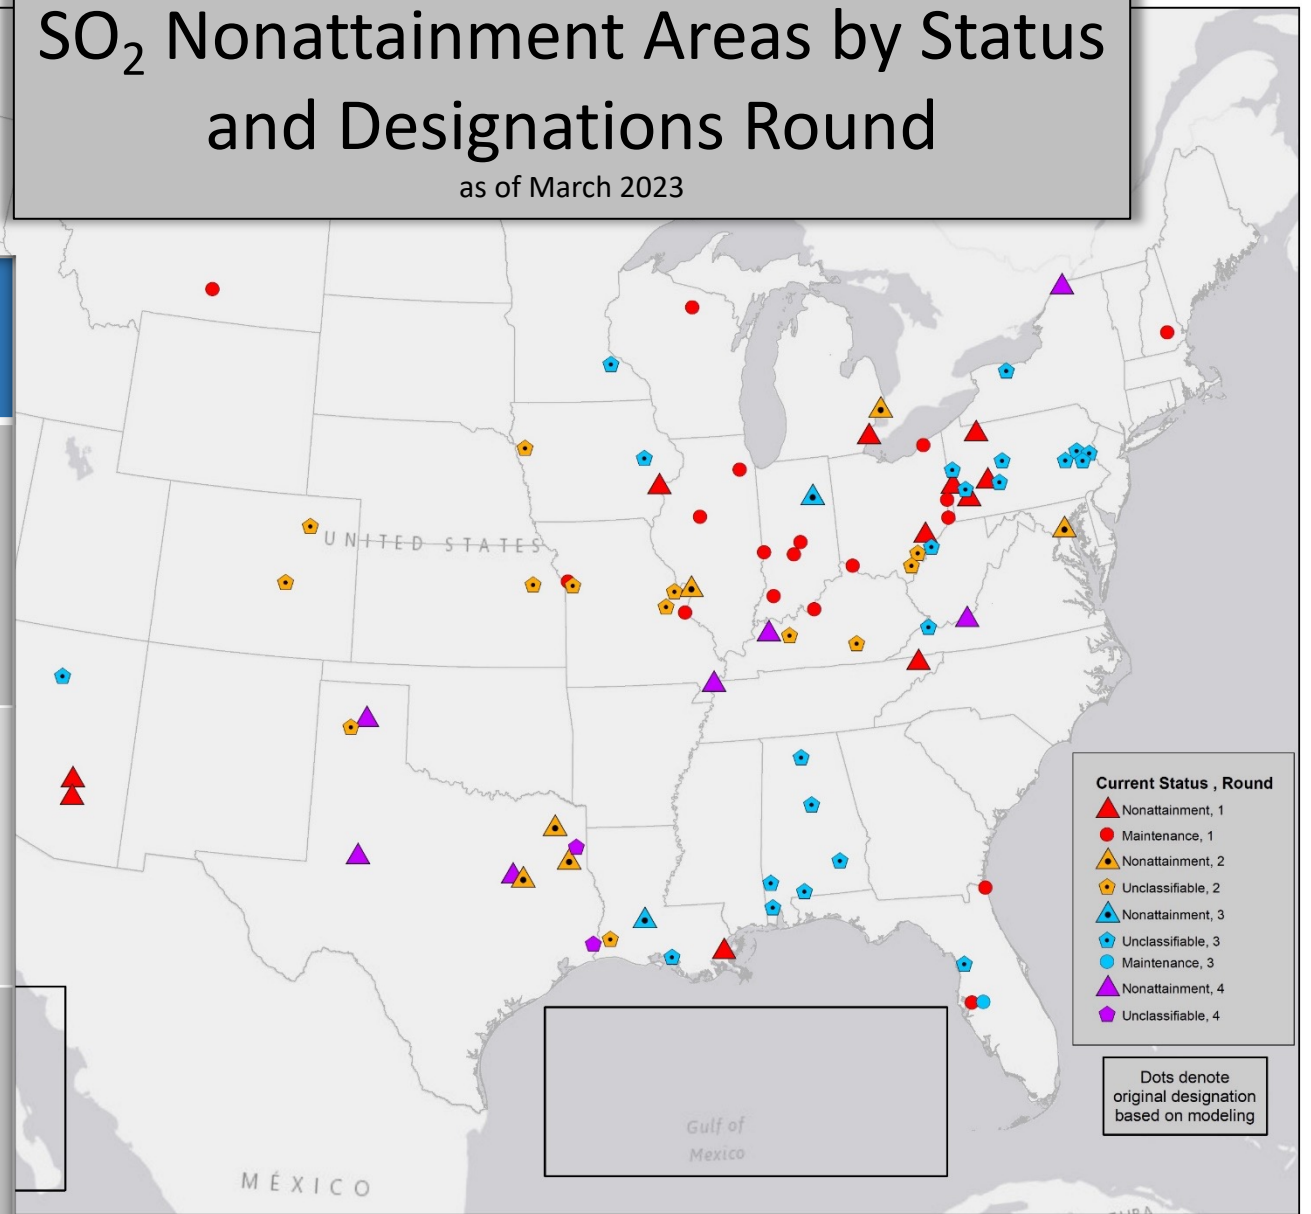 SO₂ Nonattainment Areas by Status
and Designations Round
as of March 2023
UNITED STATES
Current Status , Round
Nonattainment, 1
Maintenance, 1
Nonattainment, 2
Unclassifiable, 2
Nonattainment, 3
Unclassifiable, 3
Maintenance, 3
Nonattainment, 4
Unclassifiable, 4
Dots denote
original designation
based on modeling
Gulf of
Mexico
MÉXICO